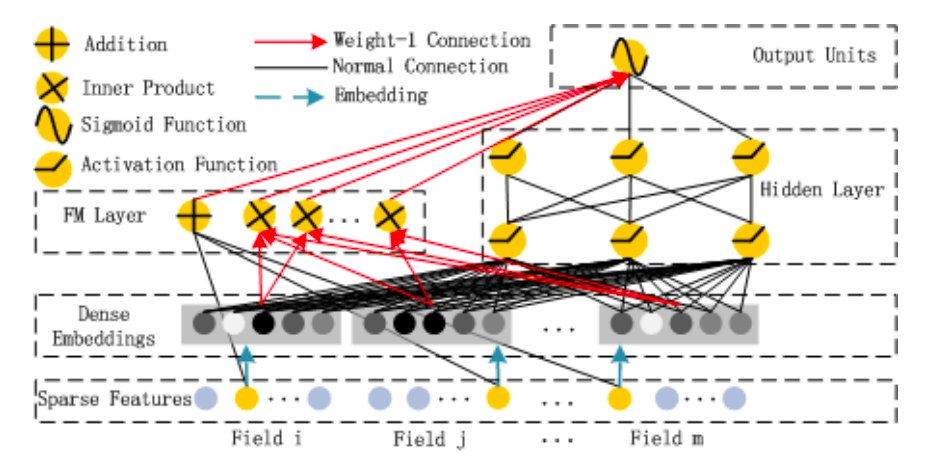 Addition
Inner Product
Sigmoid Function
Activation Function
Weight-1 Connection
Normal Connection
Embedding
Output Units
Hidden Layer
FM Layer
...
Dense
Embeddings
...
Sparse Features
... ... ... ...
Field i Field j ... Field m